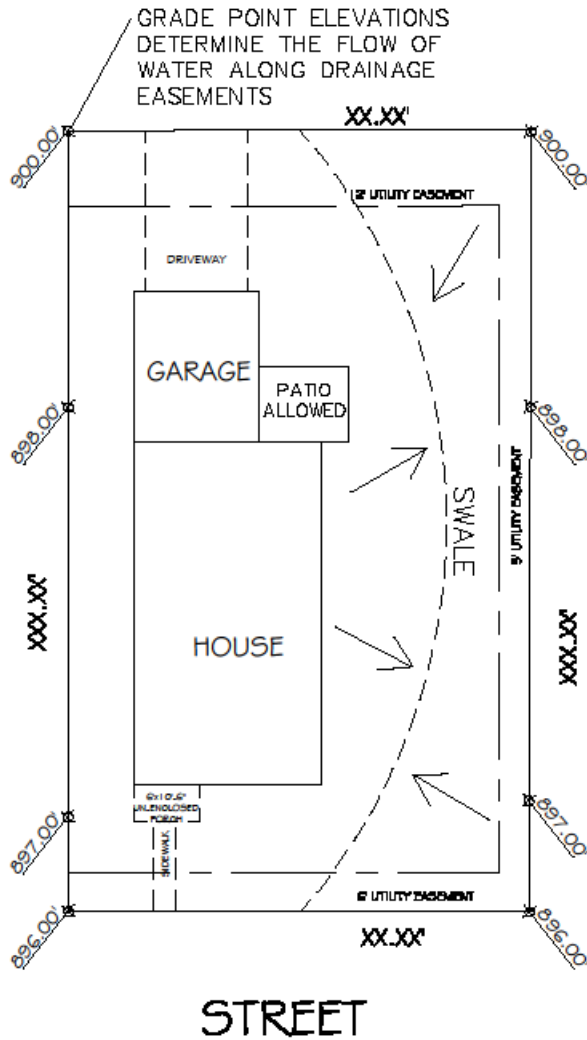 GRADE POINT ELEVATIONS
DETERMINE THE FLOW OF
WATER ALONG DRAINAGE
EASEMENTS
XX.XX'
900.00'
900.00'
UTILITY EASEMENT
DRIVEWAY
GARAGE
PATIO
ALLOWED
898.00'
898.00'
SWALE
5' UTILITY EASEMENT
XXX.XX'
HOUSE
XXX.XX'
PORCH
SIDEWALK
897.00'
897.00'
UTILITY EASEMENT
896.00'
896.00'
XX.XX'
STREET